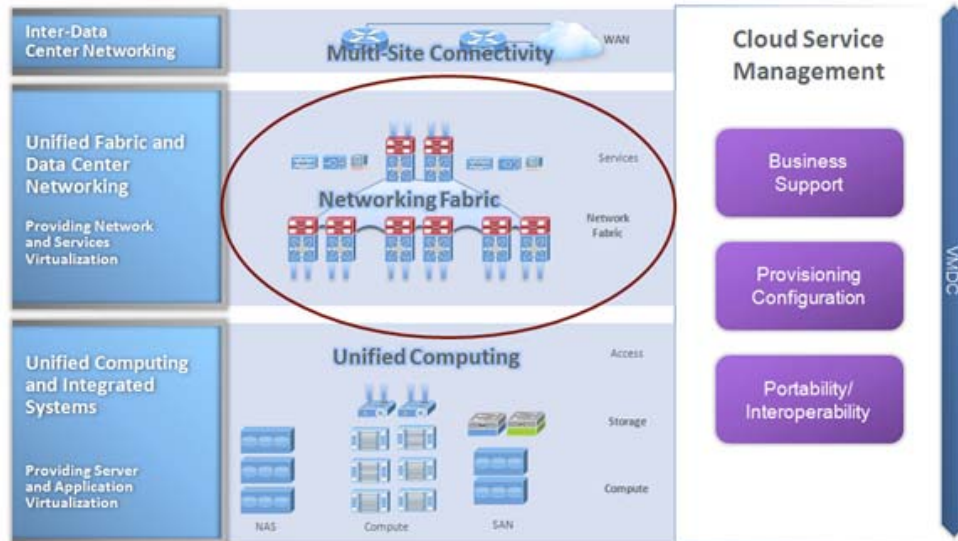 Inter-Data
Center Networking
Multi-Site Connectivity
WAN
Unified Fabric and
Data Center
Networking
Providing Network
and Services
Virtualization
Services
Networking Fabric
Network
Fabric
Unified Computing
and Integrated
Systems
Providing Server
and Application
Virtualization
Unified Computing
Access
Storage
Compute
NAS
Compute
SAN
Cloud Service
Management
Business
Support
Provisioning
Configuration
Portability/
Interoperability
VMDC